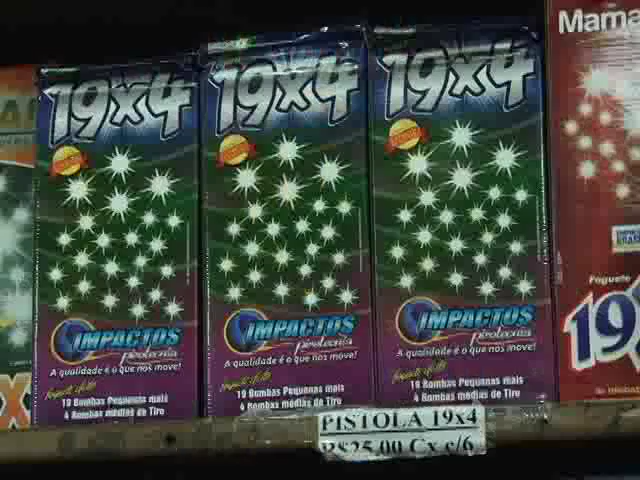 19x4
IMPACTOS
pirotecnia
A qualidade é o que nos move!
19 Bombas Pequenas mais
4 Bombas médias de Tiro
19x4
IMPACTOS
pirotecnia
A qualidade é o que nos move!
19 Bombas Pequenas mais
4 Bombas médias de Tiro
19x4
IMPACTOS
pirotecnia
A qualidade é o que nos move!
19 Bombas Pequenas mais
4 Bombas médias de Tiro
Mama
Foguete
19
PISTOLA 19x4
R$25,00 Cx c/6